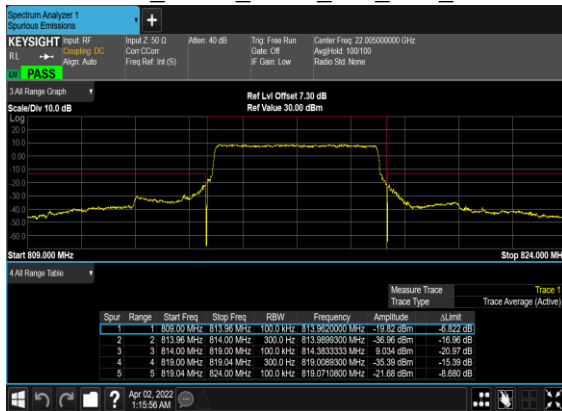 Spectrum Analyzer 1
Spurious Emissions
+
KEYSIGHT Input: RF Input Z: 50 Ω Atten: 40 dB Trig: Free Run Center Freq: 22.005000000 GHz
RL Coupling: DC Corr CCorr Gate: Off Avg|Hold: 100/100
Align: Auto Freq Ref: Int (S) IF Gain: Low Radio Std: None
PASS
3 All Range Graph
Ref Lvl Offset 7.30 dB
Scale/Div 10.0 dB Ref Value 30.00 dBm
Log
20.0
10.0
0.00
-10.0
-20.0
-30.0
-40.0
-50.0
-60.0
Start 809.000 MHz Stop 824.000 MH
4 All Range Table
Measure Trace Trace 1
Trace Type Trace Average (Active)
Spur Range Start Freq Stop Freq RBW Frequency Amplitude ΔLimit
1 1 809.00 MHz 813.96 MHz 100.0 kHz 813.9620000 MHz -19.82 dBm -6.822 dB
2 2 813.96 MHz 814.00 MHz 300.0 Hz 813.9899300 MHz -36.96 dBm -16.96 dB
3 3 814.00 MHz 819.00 MHz 100.0 kHz 814.3833333 MHz 9.034 dBm -20.97 dB
4 4 819.00 MHz 819.04 MHz 300.0 Hz 819.0089300 MHz -35.39 dBm -15.39 dB
5 5 819.04 MHz 824.00 MHz 100.0 kHz 819.0710800 MHz -21.68 dBm -8.680 dB
? Apr 02, 2022
1:15:56 AM